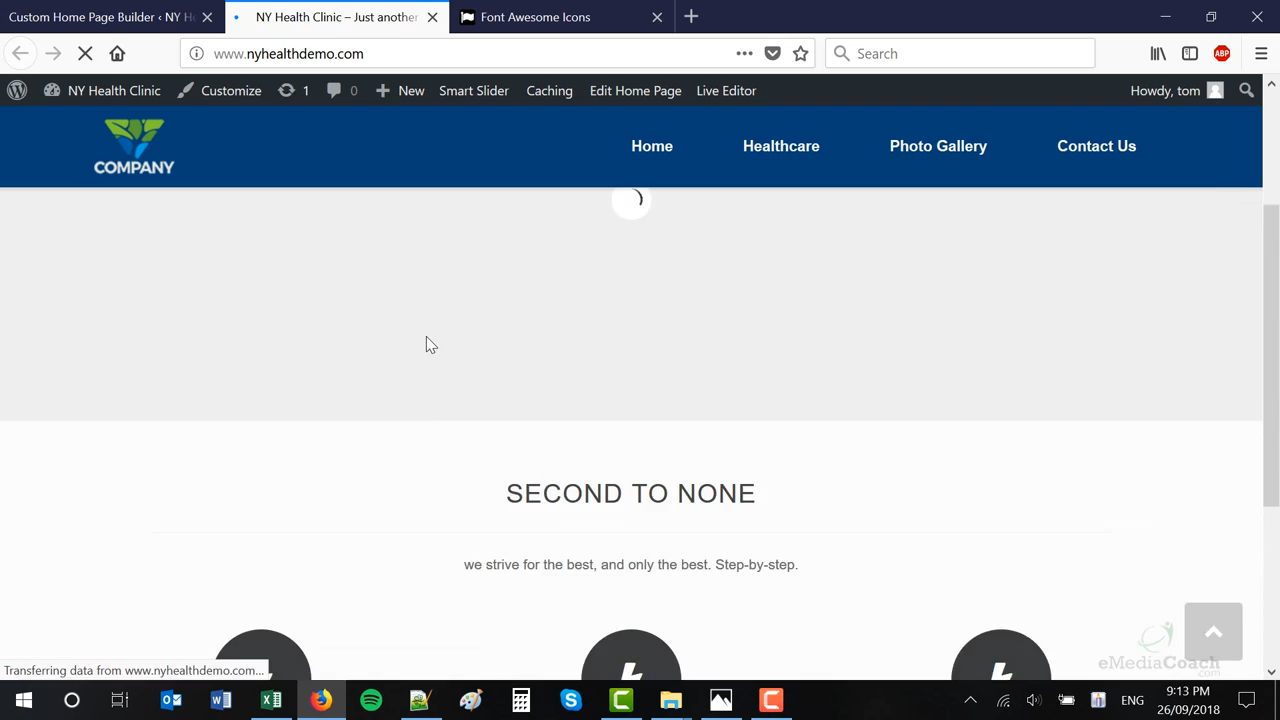 Custom Home Page Builder ‹ NY H
NY Health Clinic – Just another
Font Awesome Icons
www.nyhealthdemo.com
Search
ABP
NY Health Clinic
Customize
1
0
New
Smart Slider
Caching
Edit Home Page
Live Editor
Howdy, tom
COMPANY
Home
Healthcare
Photo Gallery
Contact Us
SECOND TO NONE
we strive for the best, and only the best. Step-by-step.
eMediaCoach
.com
Transferring data from www.nyhealthdemo.com...
ENG
9:13 PM
26/09/2018